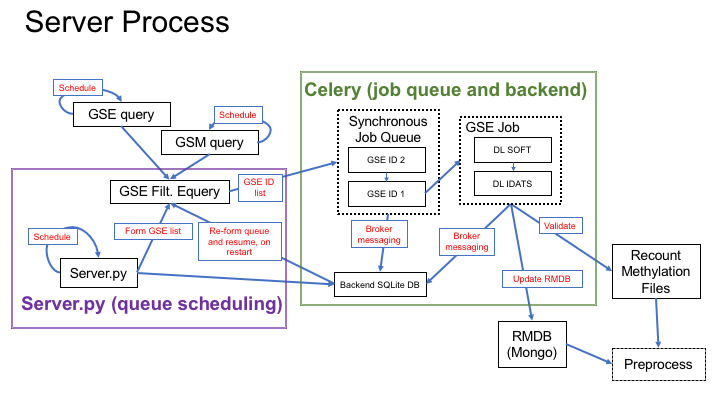 Server Process
Schedule
GSE query
Schedule
GSM query
GSE Filt. Equery
GSE ID
list
Form GSE list
Re-form queue
and resume, on
restart
Schedule
Server.py
Server.py (queue scheduling)
Celery (job queue and backend)
Synchronous
Job Queue
GSE ID 2
GSE ID 1
GSE Job
DL SOFT
DL IDATS
Broker
messaging
Broker
messaging
Validate
Update RMDB
Backend SQLite DB
Recount
Methylation
Files
RMDB
(Mongo)
Preprocess